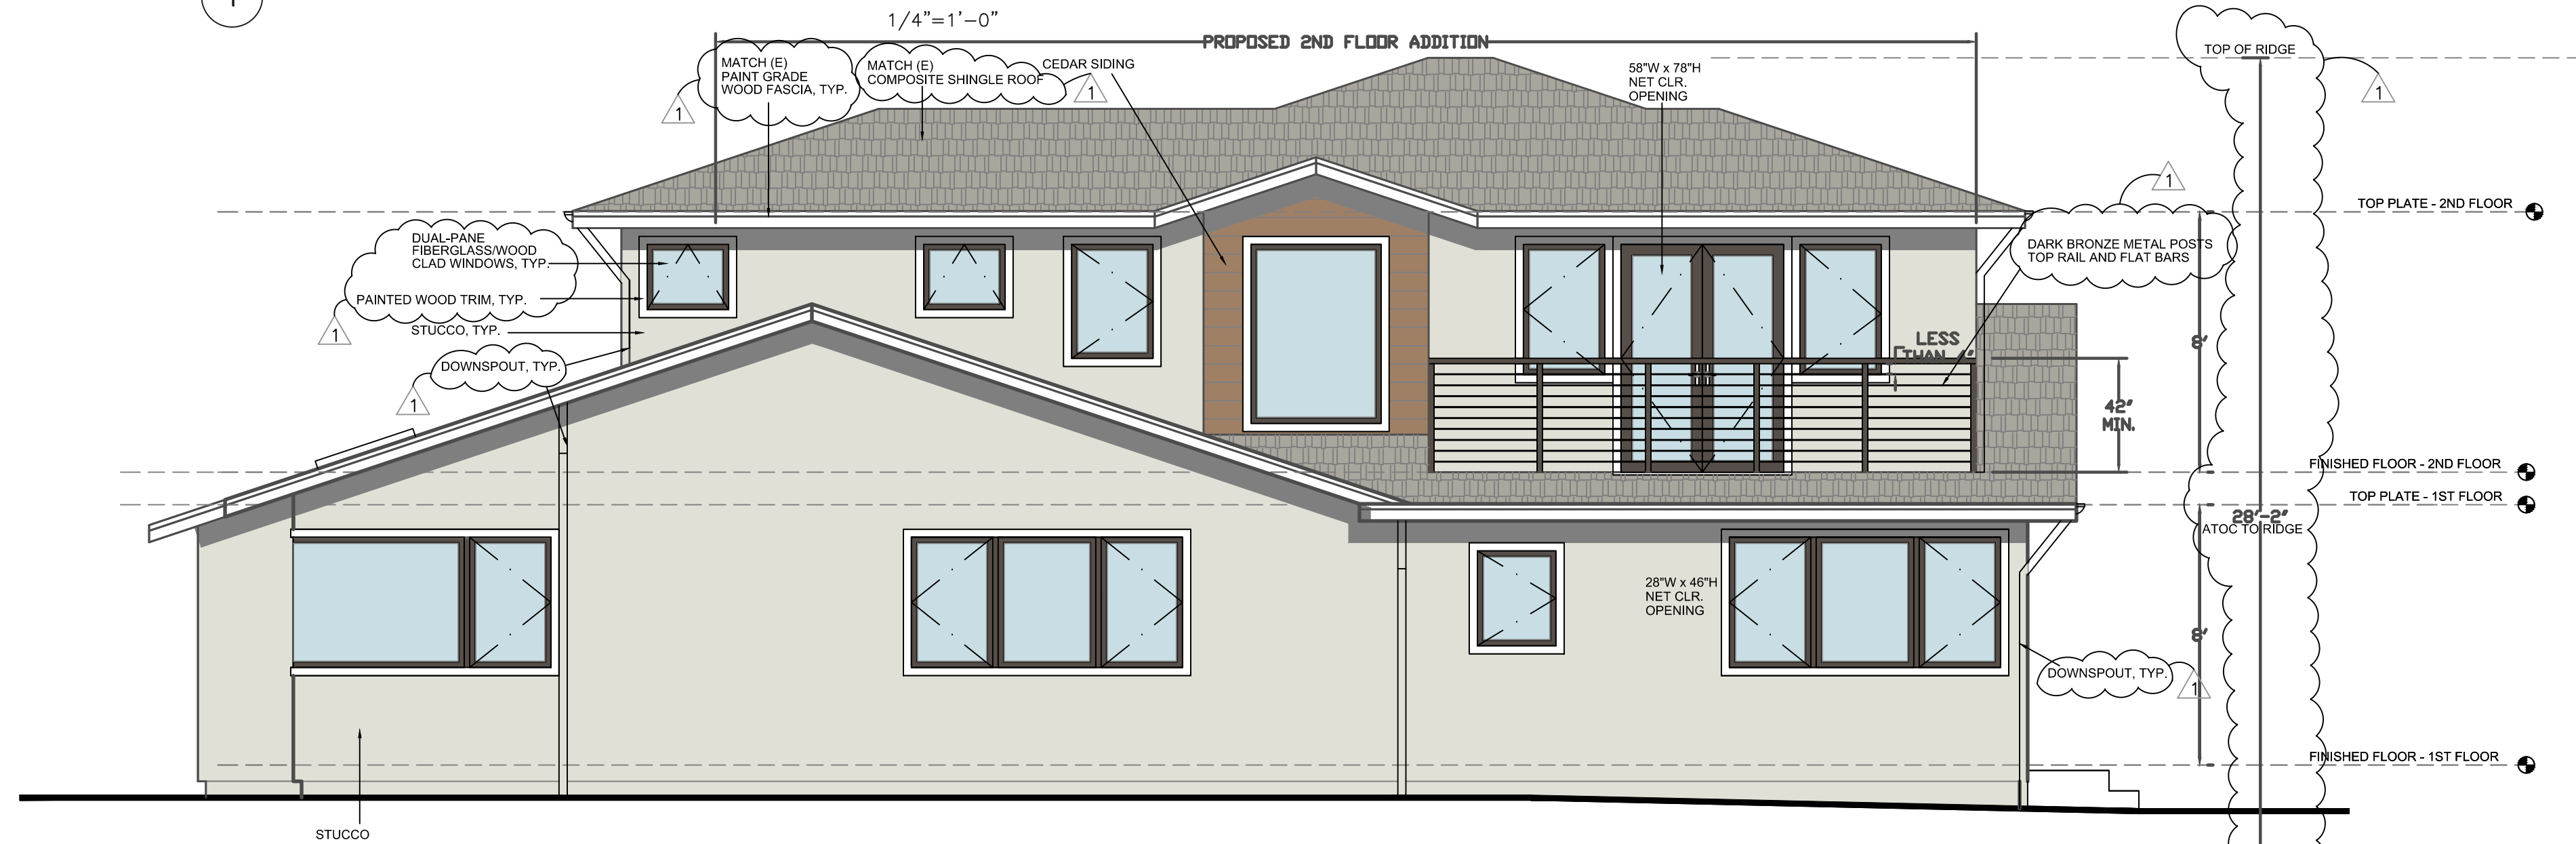 1/4"=1'-0"
PROPOSED 2ND FLOOR ADDITION
MATCH (E)
PAINT GRADE
WOOD FASCIA, TYP.
1
MATCH (E)
COMPOSITE SHINGLE ROOF
CEDAR SIDING
1
58"W x 78"H
NET CLR.
OPENING
TOP OF RIDGE
1
1
TOP PLATE - 2ND FLOOR
DUAL-PANE
FIBERGLASS/WOOD
CLAD WINDOWS, TYP.
PAINTED WOOD TRIM, TYP.
1
STUCCO, TYP.
DOWNSPOUT, TYP.
1
DARK BRONZE METAL POSTS
TOP RAIL AND FLAT BARS
LESS
THAN
8'
42"
MIN.
FINISHED FLOOR - 2ND FLOOR
TOP PLATE - 1ST FLOOR
28'-2"
ATOC TO RIDGE
28"W x 46"H
NET CLR.
OPENING
8'
DOWNSPOUT, TYP.
1
FINISHED FLOOR - 1ST FLOOR
STUCCO